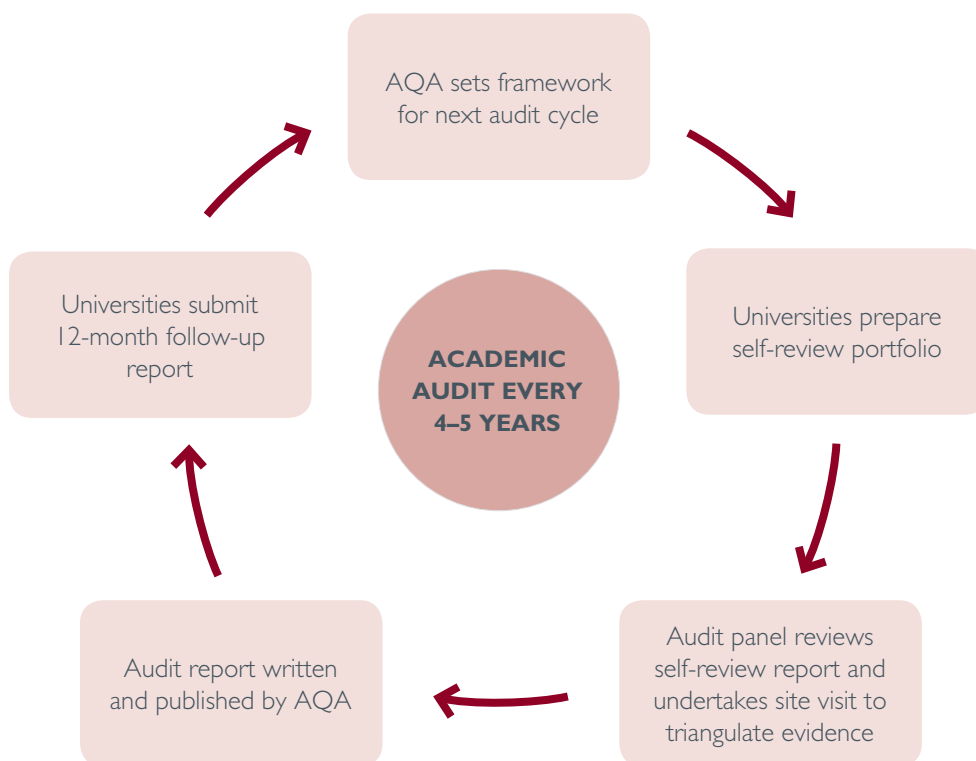 AQA sets framework
for next audit cycle
Universities prepare
self-review portfolio
Audit panel reviews
self-review report and
undertakes site visit to
triangulate evidence
Audit report written
and published by AQA
Universities submit
12-month follow-up
report
ACADEMIC
AUDIT EVERY
4–5 YEARS